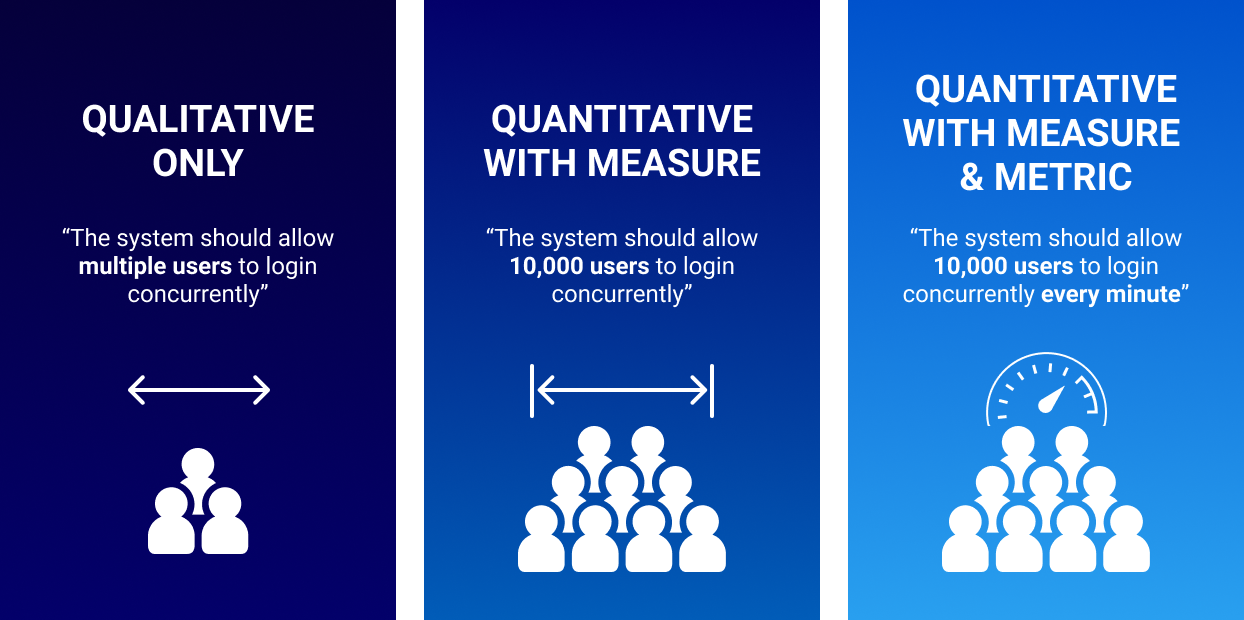 QUALITATIVE
ONLY
“The system should allow
multiple users to login
concurrently”
QUANTITATIVE
WITH MEASURE
“The system should allow
10,000 users to login
concurrently”
QUANTITATIVE
WITH MEASURE
& METRIC
“The system should allow
10,000 users to login
concurrently every minute”